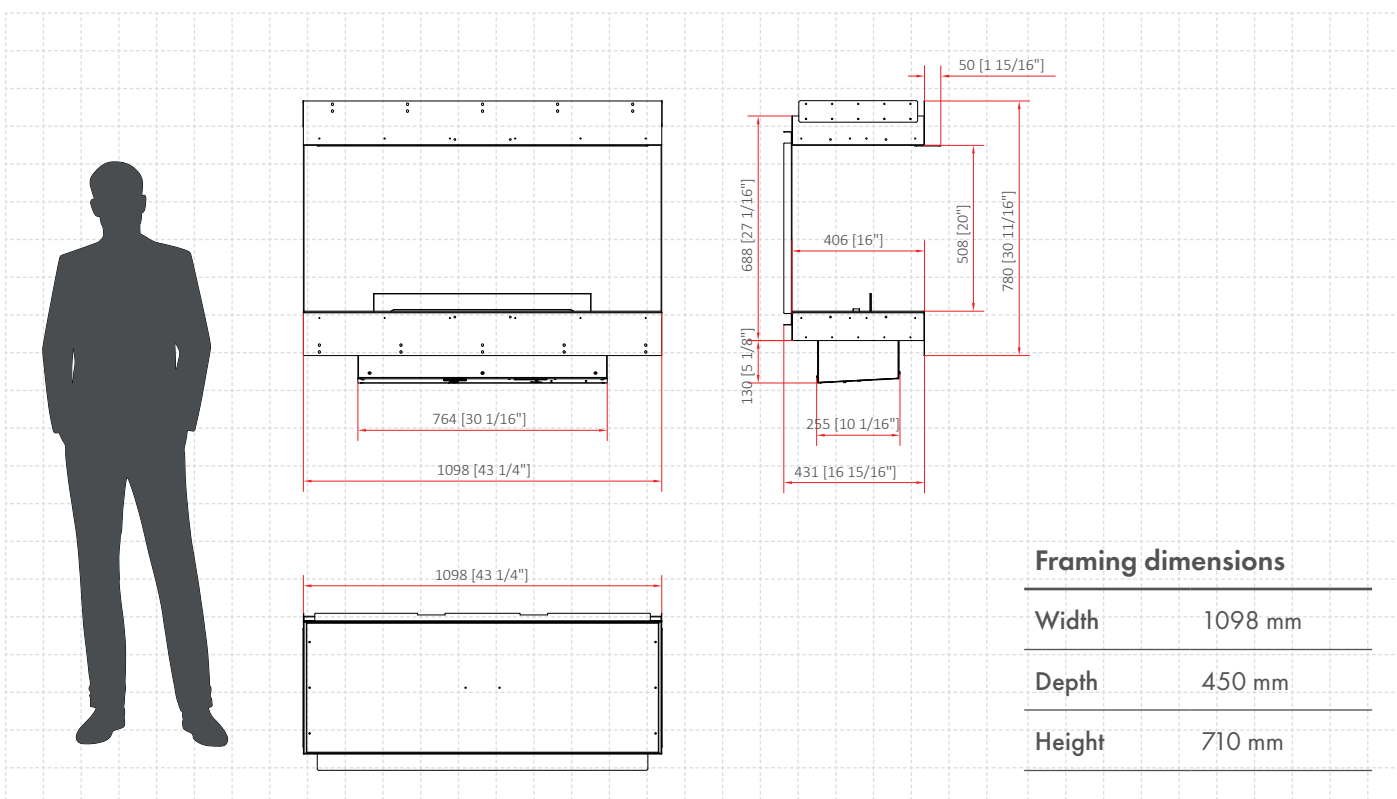 50 [1 15/16"]
688 [27 1/16"]
406 [16"]
508 [20"]
780 [30 11/16"]
130 [5 1/8"]
764 [30 1/16"]
255 [10 1/16"]
1098 [43 1/4"]
431 [16 15/16"]
1098 [43 1/4"]
Framing dimensions
Width 1098 mm
Depth 450 mm
Height 710 mm